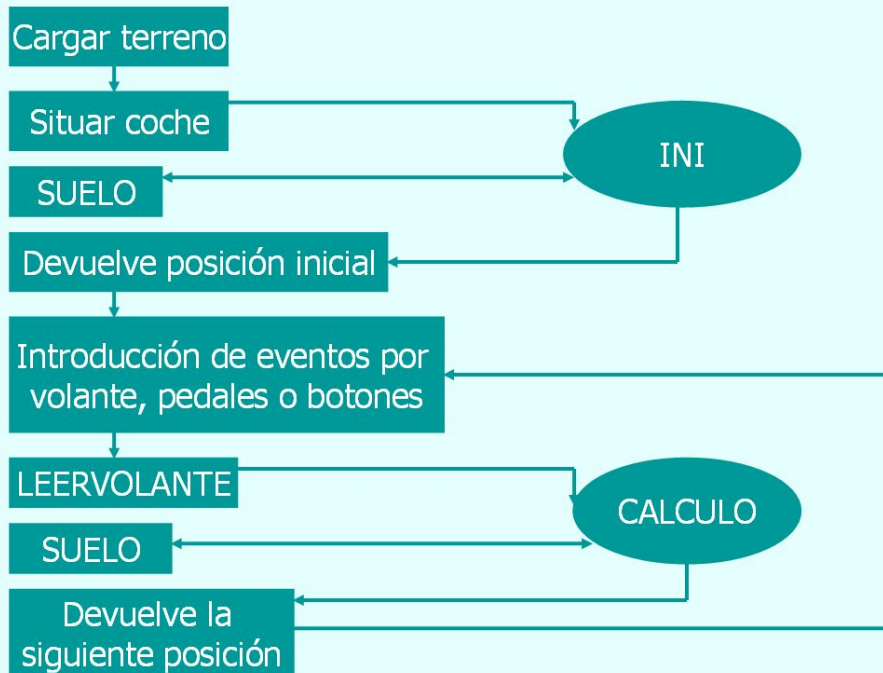 Cargar terreno
Situar coche
INI
SUELO
Devuelve posición inicial
Introducción de eventos por
volante, pedales o botones
LEERVOLANTE
CALCULO
SUELO
Devuelve la
siguiente posición